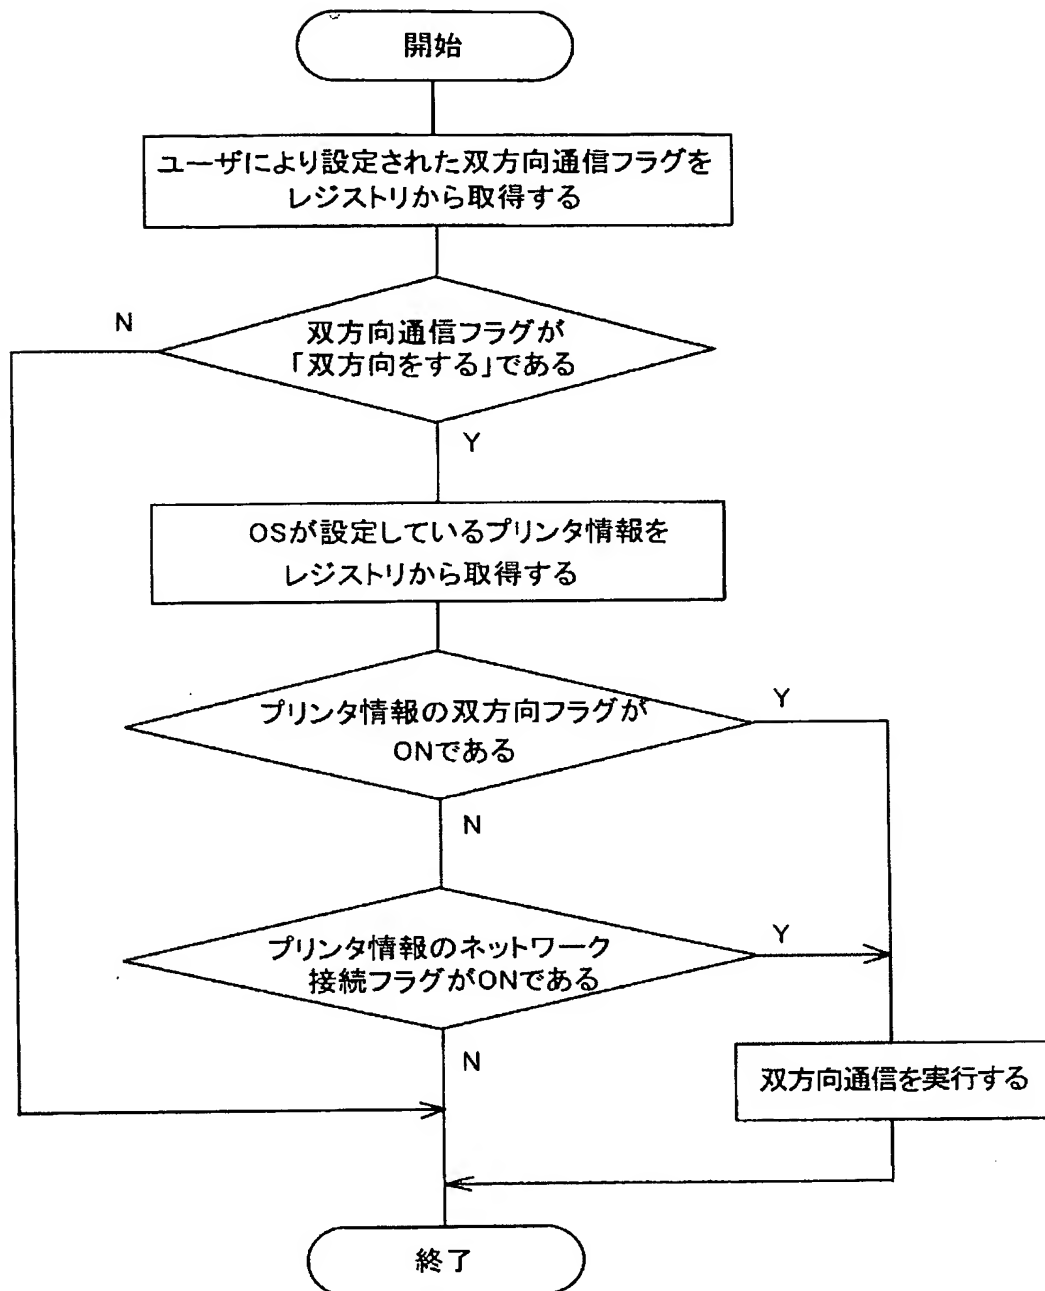 開始
ユーザにより設定された双方向通信フラグを
レジストリから取得する
N
双方向通信フラグが
「双方向をする」である
Y
OSが設定しているプリンタ情報を
レジストリから取得する
プリンタ情報の双方向フラグが
ONである
Y
N
プリンタ情報のネットワーク
接続フラグがONである
Y
N
双方向通信を実行する
終了